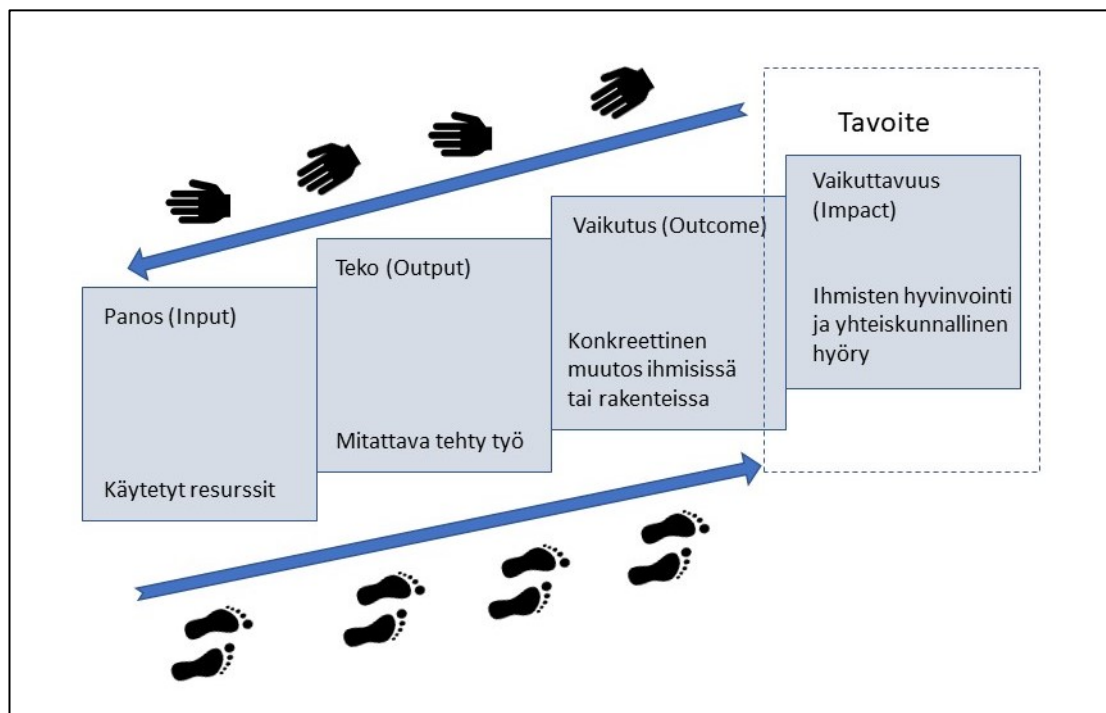 Tavoite
Panos (Input)
Käytetyt resurssit
Teko (Output)
Mitattava tehty työ
Vaikutus (Outcome)
Konkreettinen
muutos ihmisissä
tai rakenteissa
Vaikuttavuus
(Impact)
Ihmisten hyvinvointi
ja yhteiskunnallinen
hyöry